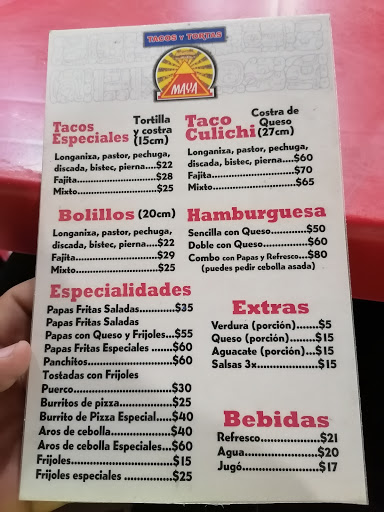 TACOS Y TORTAS
MAYA
Tacos Especiales Tortilla y costra (15cm)
Longaniza, pastor, pechuga,
discada, bistec, pierna....$22
Fajita.........................$28
Mixto.........................$25
Taco Culichi Costra de Queso (27cm)
Longaniza, pastor, pechuga,
discada, bistec, pierna....$60
Fajita.........................$70
Mixto.........................$65
Bolillos (20cm)
Longaniza, pastor, pechuga,
discada, bistec, pierna....$22
Fajita.........................$29
Mixto.........................$25
Hamburguesa
Sencilla con Queso.........$50
Doble con Queso...........$60
Combo con Papas y Refresco...$80
(puedes pedir cebolla asada)
Especialidades
Papas Fritas Saladas...........$35
Papas Fritas Saladas
Papas con Queso y Frijoles...$55
Papas Fritas Especiales .......$60
Panchitos.........................$60
Tostadas con Frijoles
Puerco............................$30
Burritos de pizza...............$25
Burrito de Pizza Especial.....$40
Aros de cebolla.................$40
Aros de cebolla Especiales...$60
Frijoles............................$15
Frijoles especiales ............$25
Extras
Verdura (porción).......$5
Queso (porción).........$15
Aguacate (porción)...$15
Salsas 3x................$15
Bebidas
Refresco...............$21
Agua....................$20
Jugó.....................$17